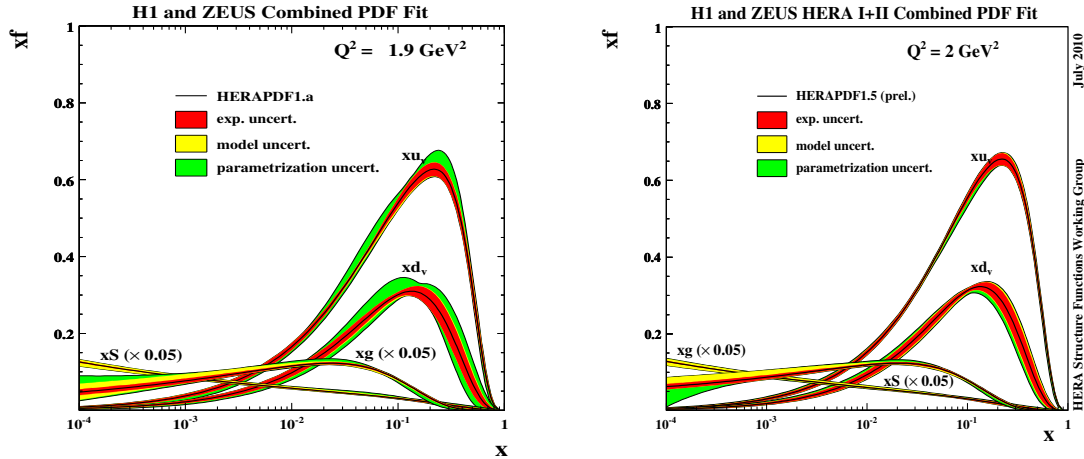 H1 and ZEUS Combined PDF Fit
xf
1
Q² = 1.9 GeV²
HERAPDF1.a
exp. uncert.
model uncert.
parametrization uncert.
0.8
0.6
0.4
0.2
xuᵥ
xdᵥ
xS (× 0.05)
xg (× 0.05)
10⁻⁴
10⁻³
10⁻²
10⁻¹
1
x
H1 and ZEUS HERA I+II Combined PDF Fit
xf
1
Q² = 2 GeV²
HERAPDF1.5 (prel.)
exp. uncert.
model uncert.
parametrization uncert.
0.8
0.6
0.4
0.2
xuᵥ
xdᵥ
xg (× 0.05)
xS (× 0.05)
10⁻⁴
10⁻³
10⁻²
10⁻¹
1
x
HERA Structure Functions Working Group July 2010